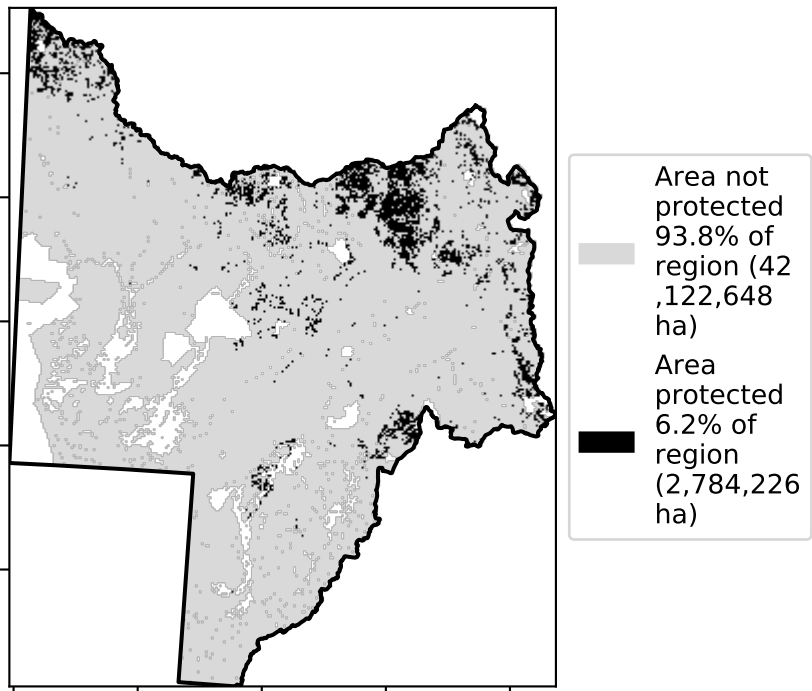 Area not
protected
93.8% of
region (42
,122,648
ha)
Area
protected
6.2% of
region
(2,784,226
ha)